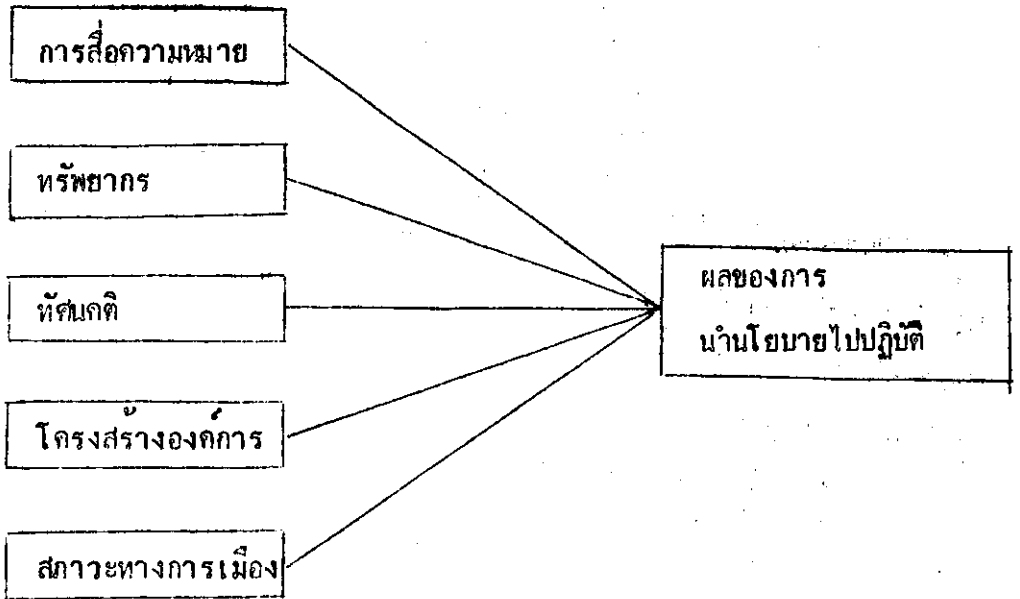 การสื่อความหมาย
ทรัพยากร
ทัศนคติ
โครงสร้างองค์การ
สภาวะทางการเมือง
ผลของการ
นำนโยบายไปปฏิบัติ